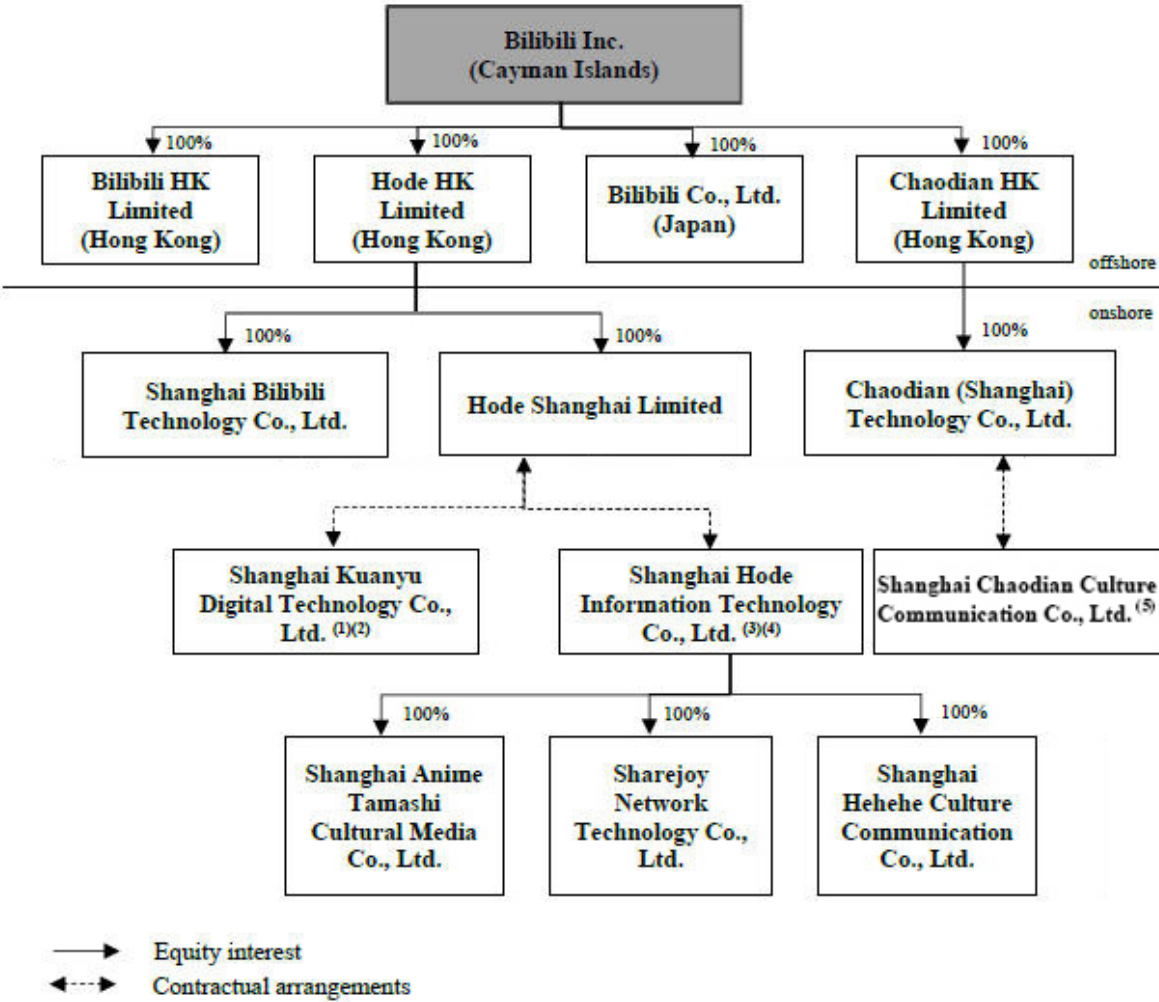 Bilibili Inc.
(Cayman Islands)
100%
100%
100%
100%
Bilibili HK
Limited
(Hong Kong)
Hode HK
Limited
(Hong Kong)
Bilibili Co., Ltd.
(Japan)
Chaodian HK
Limited
(Hong Kong)
offshore
onshore
100%
100%
100%
Shanghai Bilibili
Technology Co., Ltd.
Hode Shanghai Limited
Chaodian (Shanghai)
Technology Co., Ltd.
Shanghai Kuanyu
Digital Technology Co.,
Ltd. (1)(2)
Shanghai Hode
Information Technology
Co., Ltd. (3)(4)
Shanghai Chaodian Culture
Communication Co., Ltd. (5)
100%
100%
100%
Shanghai Anime
Tamashi
Cultural Media
Co., Ltd.
Sharejoy
Network
Technology Co.,
Ltd.
Shanghai
Hehehe Culture
Communication
Co., Ltd.
Equity interest
Contractual arrangements